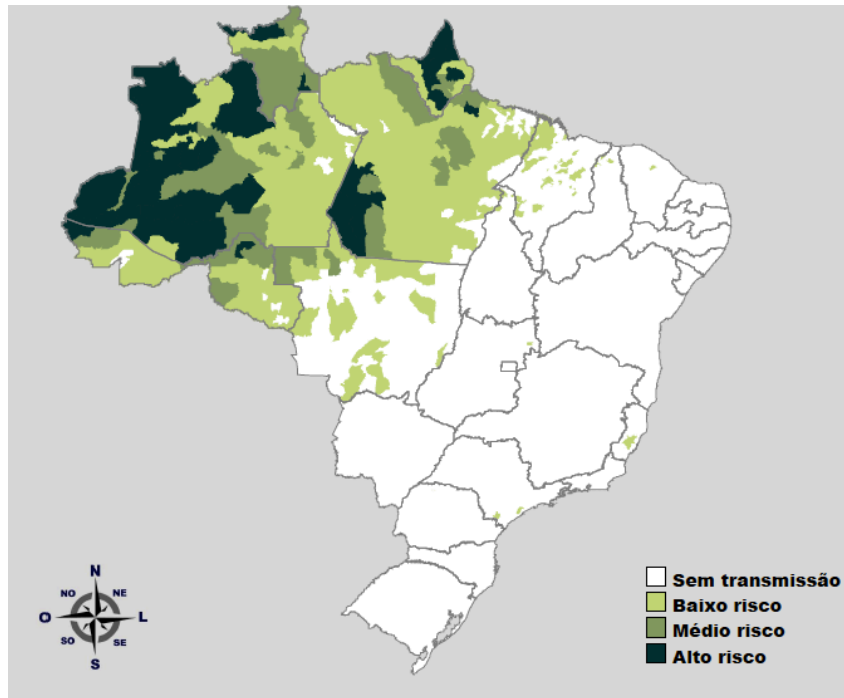 N
NO
NE
O
L
SO
SE
S
Sem transmissão
Baixo risco
Médio risco
Alto risco